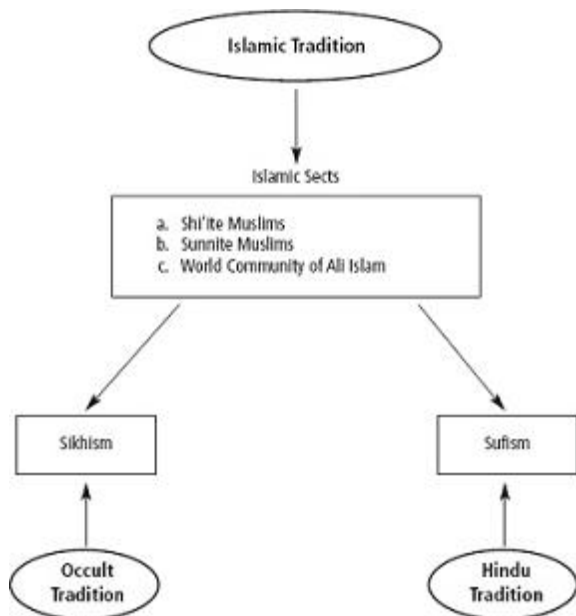 Islamic Tradition
Islamic Sects
a. Shi'ite Muslims
b. Sunnite Muslims
c. World Community of Ali Islam
Sikhism
Sufism
Occult
Tradition
Hindu
Tradition